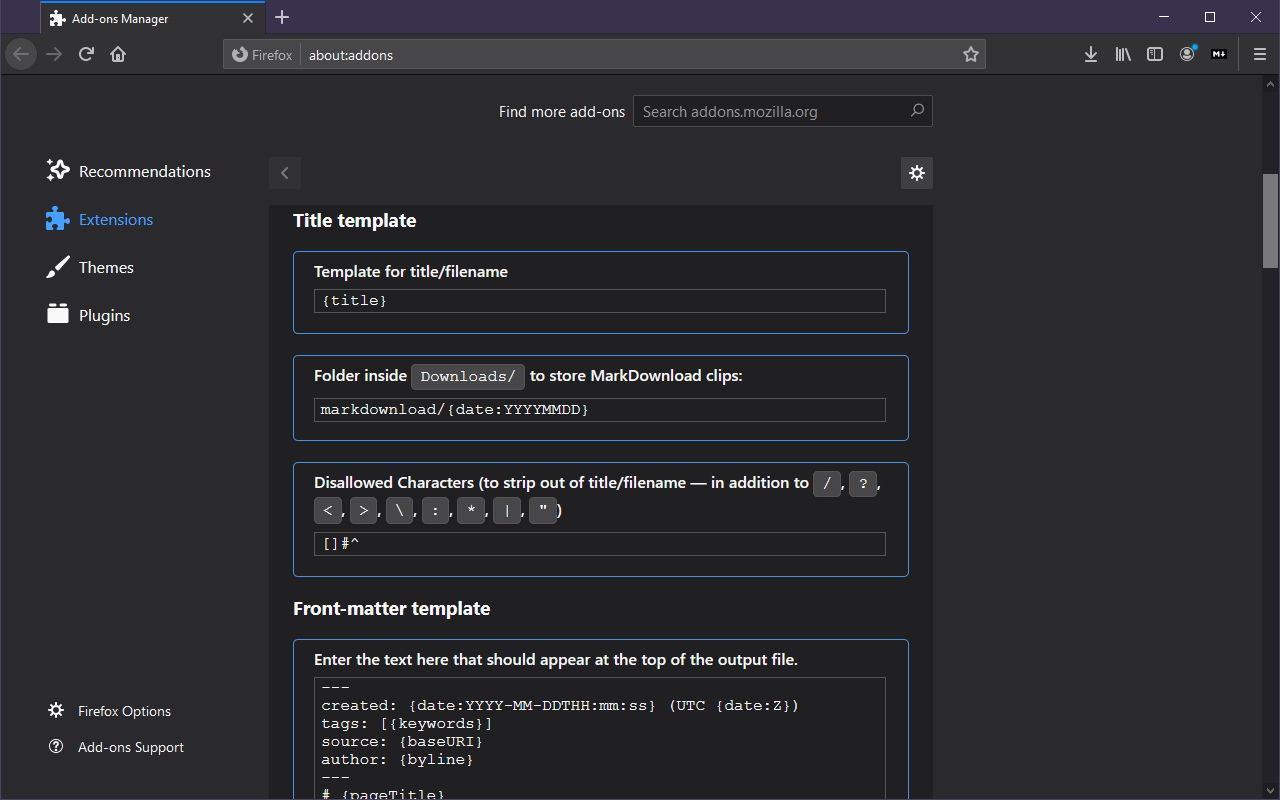 Add-ons Manager
Firefox
about:addons
M
Find more add-ons
Search addons.mozilla.org
Recommendations
Extensions
Themes
Plugins
Title template
Template for title/filename
{title}
Folder inside Downloads/ to store MarkDownload clips:
markdownload/{date:YYYYMMDD}
Disallowed Characters (to strip out of title/filename — in addition to /, ?,
<, >, \, :, *, |, ")
[]#^
Front-matter template
Enter the text here that should appear at the top of the output file.
---
created: {date:YYYY-MM-DDTHH:mm:ss} (UTC {date:Z})
tags: [{keywords}]
source: {baseURI}
author: {byline}
---
# {pageTitle}
Firefox Options
Add-ons Support